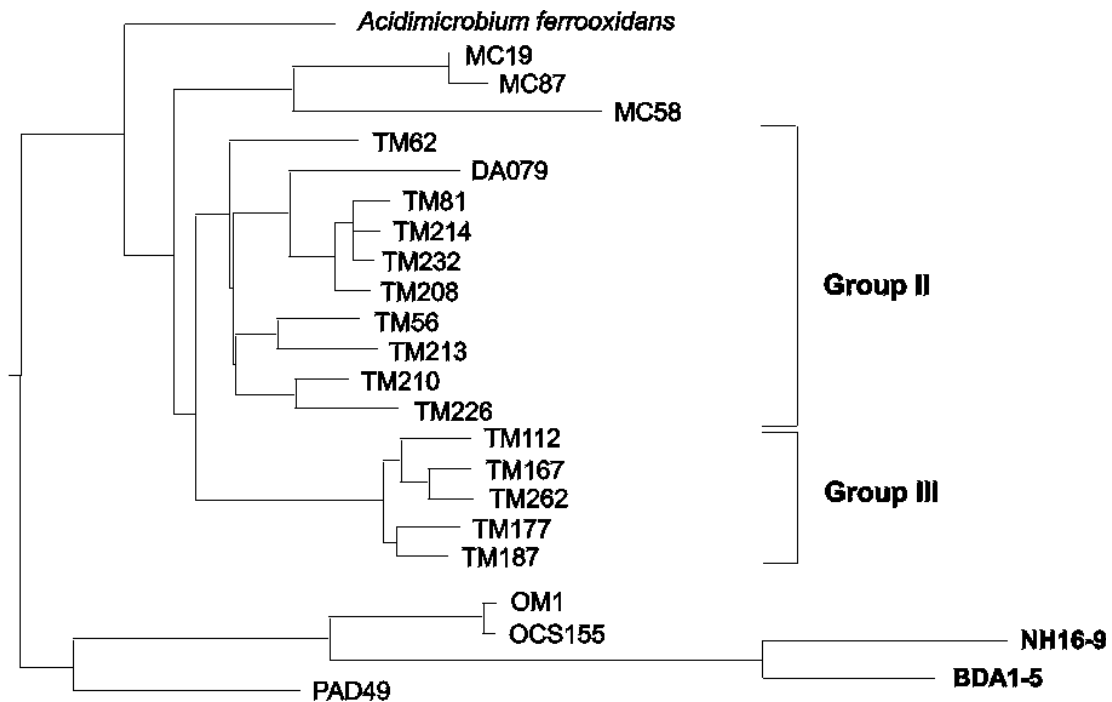 Acidimicrobium ferrooxidans
MC19
MC87
MC58
TM62
DA079
TM81
TM214
TM232
TM208
Group II
TM56
TM213
TM210
TM226
TM112
TM167
Group III
TM262
TM177
TM187
OM1
OCS155
NH16-9
BDA1-5
PAD49